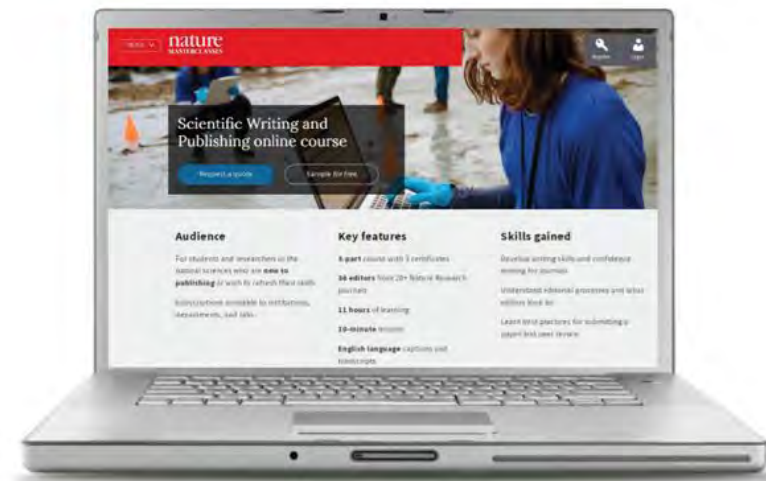 MENU
nature
MASTERCLASSES
Register
Login
Scientific Writing and
Publishing online course
Request a quote
Sample for free
Audience
For students and researchers in the
natural sciences who are new to
publishing or wish to refresh their skills
Subscriptions available to institutions,
departments, and labs
Key features
3 certificates
36 editors from 20+ Nature Research
journals
11 hours of learning
10-minute lessons
English language captions and
transcripts
Skills gained
Develop writing skills and confidence
writing for journals
Understand editorial processes and what
editors look for
Learn best practices for submitting a
paper and peer review